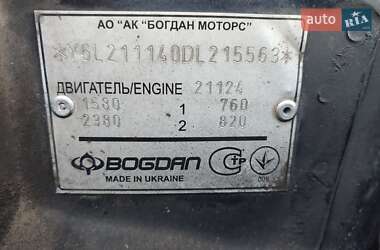 auto.RIA
АО "АК "БОГДАН МОТОРС"
*Y6L211140DL215563*
ДВИГАТЕЛЬ/ENGINE 21124
1580 1 760
2380 2 820
BOGDAN
MADE IN UKRAINE